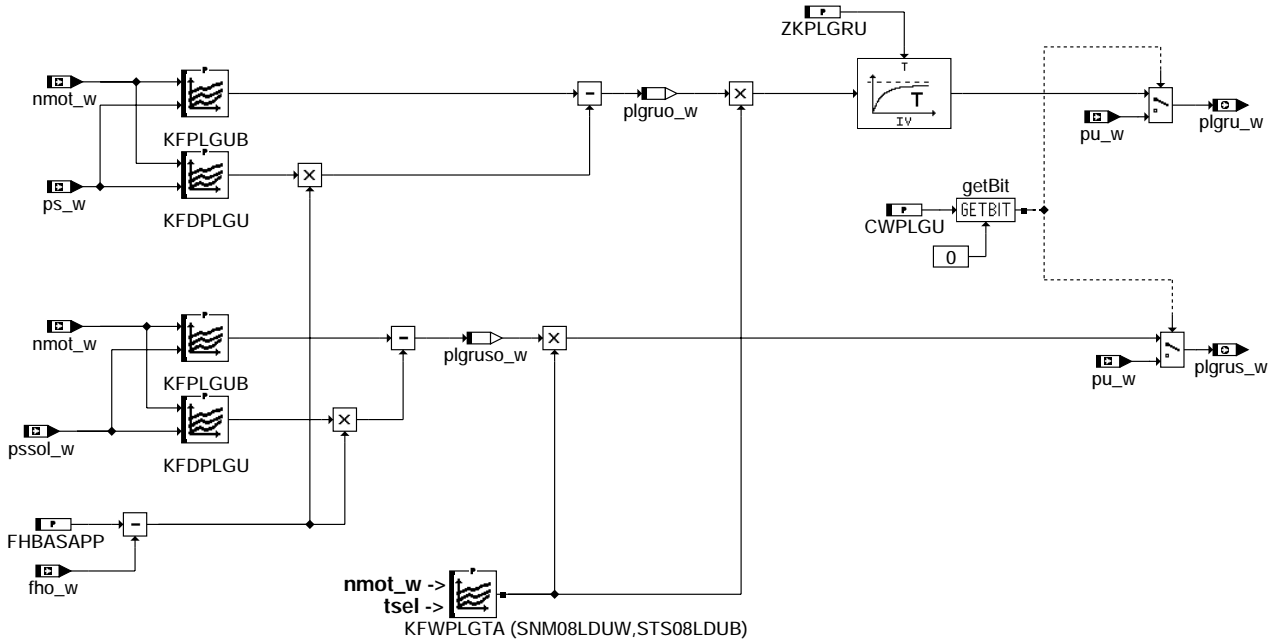 ZKPLGRU
P
nmot_w
P
KFPLGUB
plgruo_w
T
T
IV
pu_w
plgru_w
P
ps_w
KFDPLGU
getBit
P
GETBIT
CWPLGU
0
nmot_w
P
KFPLGUB
plgruso_w
pu_w
plgrus_w
P
pssol_w
KFDPLGU
P
FHBASAPP
fho_w
P
nmot_w ->
tsel ->
KFWPLGTA (SNM08LDUW,STS08LDUB)